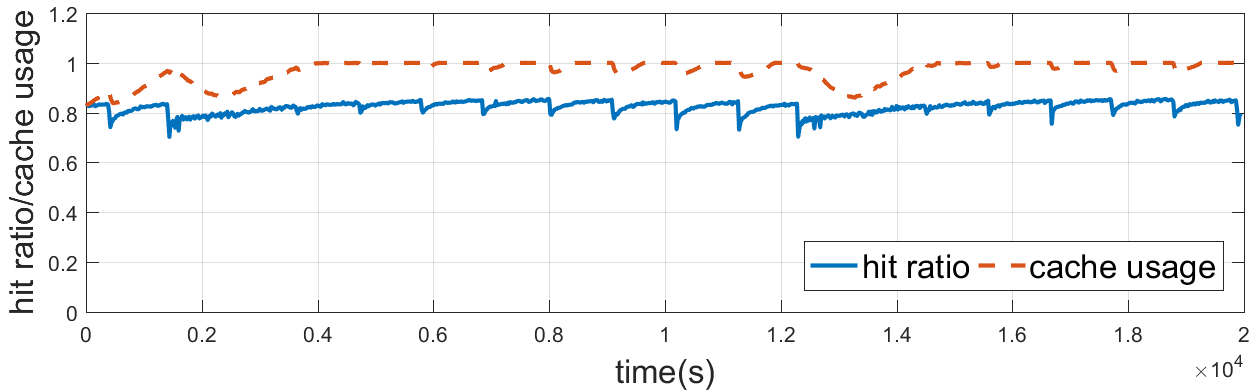 hit ratio/cache usage
1.2
1
0.8
0.6
0.4
0.2
0
hit ratio
cache usage
0 0.2 0.4 0.6 0.8 1 1.2 1.4 1.6 1.8 2
×10⁴
time(s)